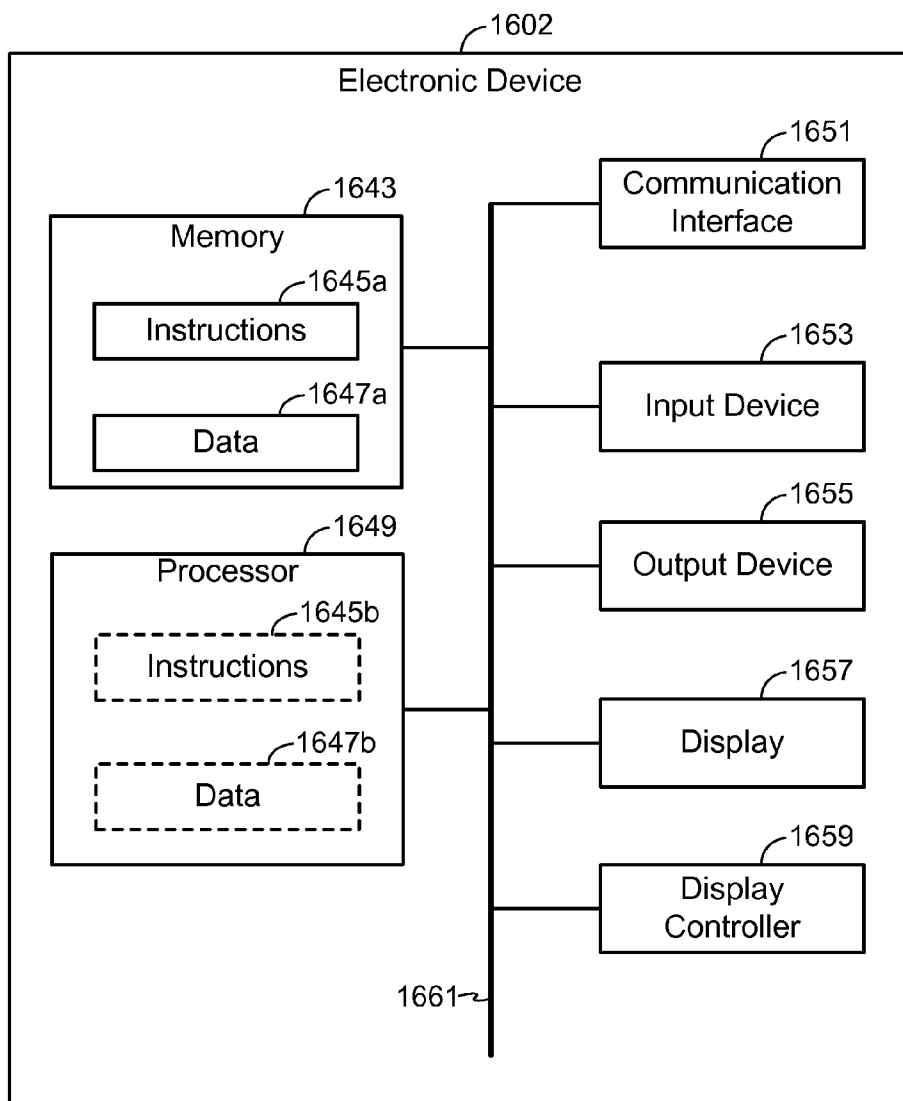 1602
Electronic Device
1643
Memory
1645a
Instructions
1647a
Data
1649
Processor
1645b
Instructions
1647b
Data
1651
Communication
Interface
1653
Input Device
1655
Output Device
1657
Display
1659
Display
Controller
1661